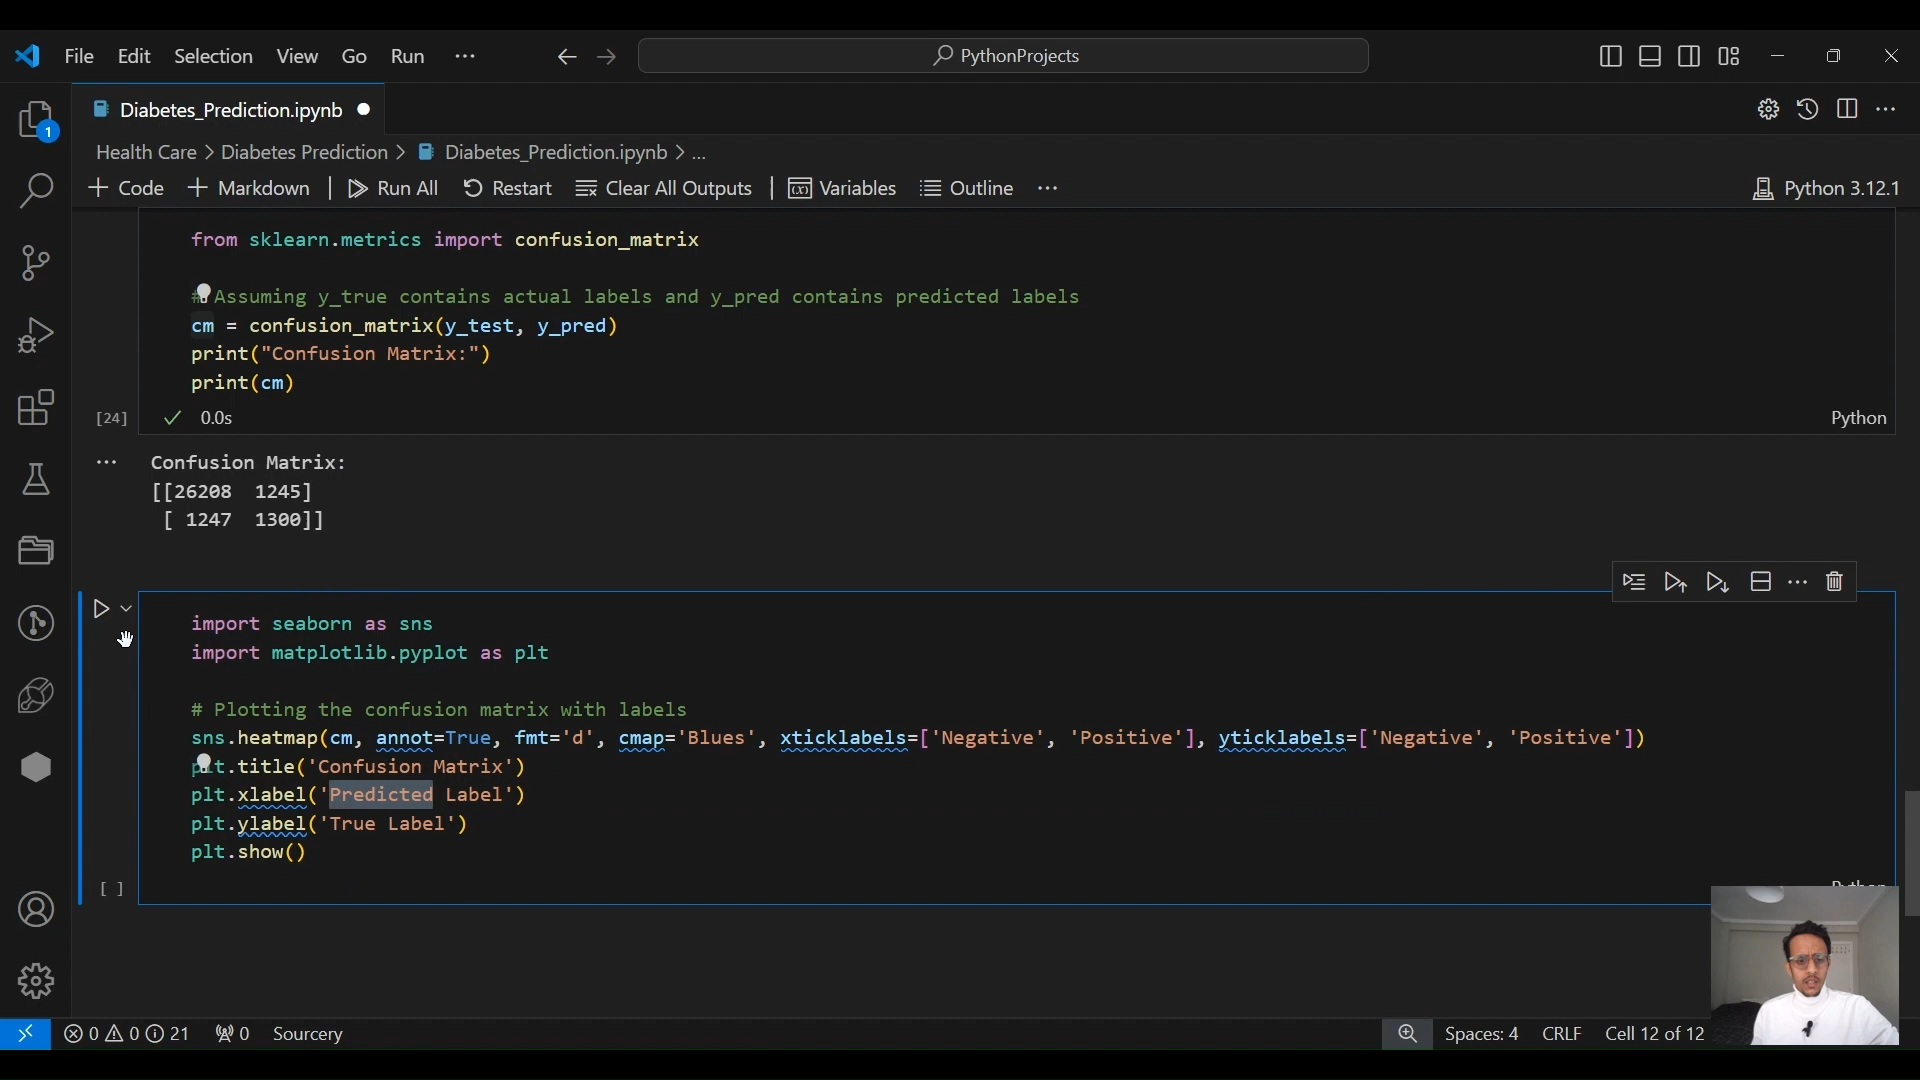 File Edit Selection View Go Run ··· PythonProjects
Diabetes_Prediction.ipynb
Health Care > Diabetes Prediction > Diabetes_Prediction.ipynb > ...
+ Code + Markdown | Run All Restart Clear All Outputs | Variables Outline ··· Python 3.12.1
1
from sklearn.metrics import confusion_matrix
# Assuming y_true contains actual labels and y_pred contains predicted labels
cm = confusion_matrix(y_test, y_pred)
print("Confusion Matrix:")
print(cm)
[24] 0.0s Python
··· Confusion Matrix:
[[26208  1245]
 [ 1247  1300]]
import seaborn as sns
import matplotlib.pyplot as plt
# Plotting the confusion matrix with labels
sns.heatmap(cm, annot=True, fmt='d', cmap='Blues', xticklabels=['Negative', 'Positive'], yticklabels=['Negative', 'Positive'])
plt.title('Confusion Matrix')
plt.xlabel('Predicted Label')
plt.ylabel('True Label')
plt.show()
[ ]
0 0 21 0 Sourcery Spaces: 4 CRLF Cell 12 of 12